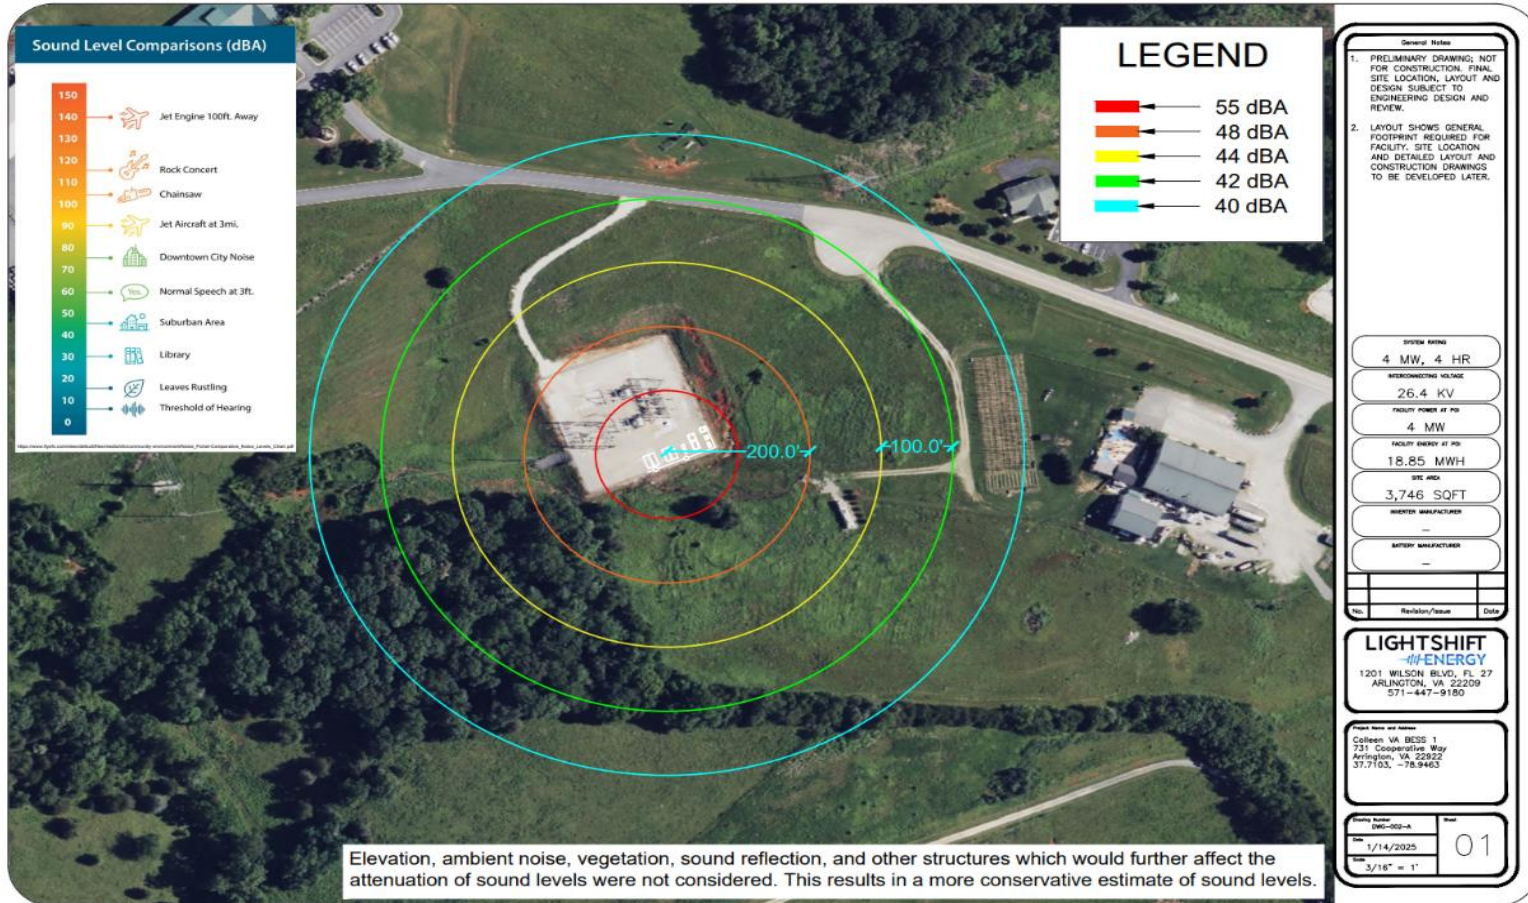 Sound Level Comparisons (dBA)
150
140
130
120
110
100
90
80
70
60
50
40
30
20
10
0
Jet Engine 100ft. Away
Rock Concert
Chainsaw
Jet Aircraft at 3mi.
Downtown City Noise
Yes.
Normal Speech at 3ft.
Suburban Area
Library
Leaves Rustling
Threshold of Hearing
LEGEND
55 dBA
48 dBA
44 dBA
42 dBA
40 dBA
200.0'
100.0'
Elevation, ambient noise, vegetation, sound reflection, and other structures which would further affect the
attenuation of sound levels were not considered. This results in a more conservative estimate of sound levels.
General Notes
1. PRELIMINARY DRAWING; NOT
FOR CONSTRUCTION. FINAL
SITE LOCATION, LAYOUT AND
DESIGN SUBJECT TO
ENGINEERING DESIGN AND
REVIEW.
2. LAYOUT SHOWS GENERAL
FOOTPRINT REQUIRED FOR
FACILITY. SITE LOCATION
AND DETAILED LAYOUT AND
CONSTRUCTION DRAWINGS
TO BE DEVELOPED LATER.
SYSTEM RATING
4 MW, 4 HR
INTERCONNECTING VOLTAGE
26.4 KV
FACILITY POWER AT POI
4 MW
FACILITY ENERGY AT POI
18.85 MWH
SITE AREA
3,746 SQFT
INVERTER MANUFACTURER
–
BATTERY MANUFACTURER
–
No. Revision/Issue Date
LIGHTSHIFT
ENERGY
1201 WILSON BLVD, FL 27
ARLINGTON, VA 22209
571-447-9180
Project Name and Address
Colleen VA BESS 1
731 Cooperative Way
Arrington, VA 22922
37.7103, -78.9463
Drawing Number
DWG-002-A
Sheet
01
Date
1/14/2025
Scale
3/16" = 1'